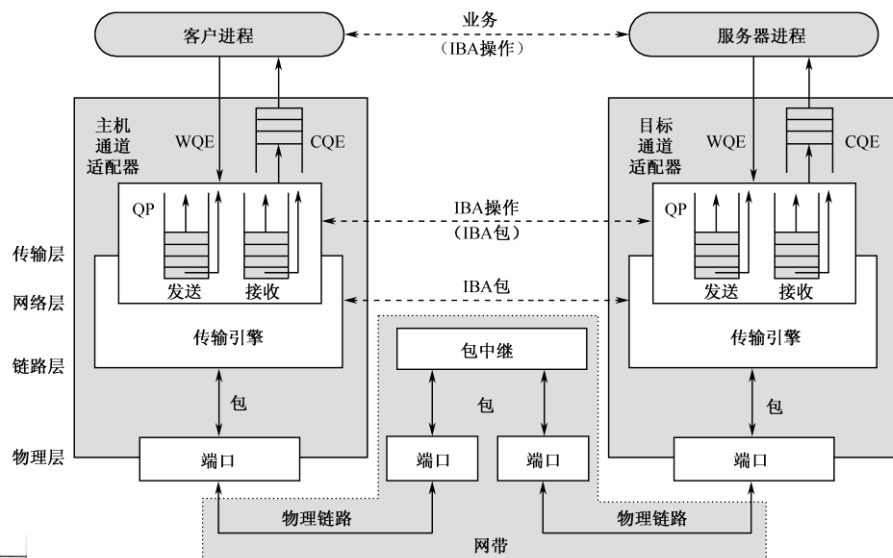 客户进程
业务
(IBA操作)
服务器进程
主机
通道
适配器
WQE
CQE
目标
通道
适配器
WQE
CQE
QP
IBA操作
(IBA包)
QP
传输层
发送
接收
IBA包
发送
接收
网络层
传输引擎
包中继
传输引擎
链路层
包
包
包
物理层
端口
端口
端口
端口
物理链路
物理链路
网带